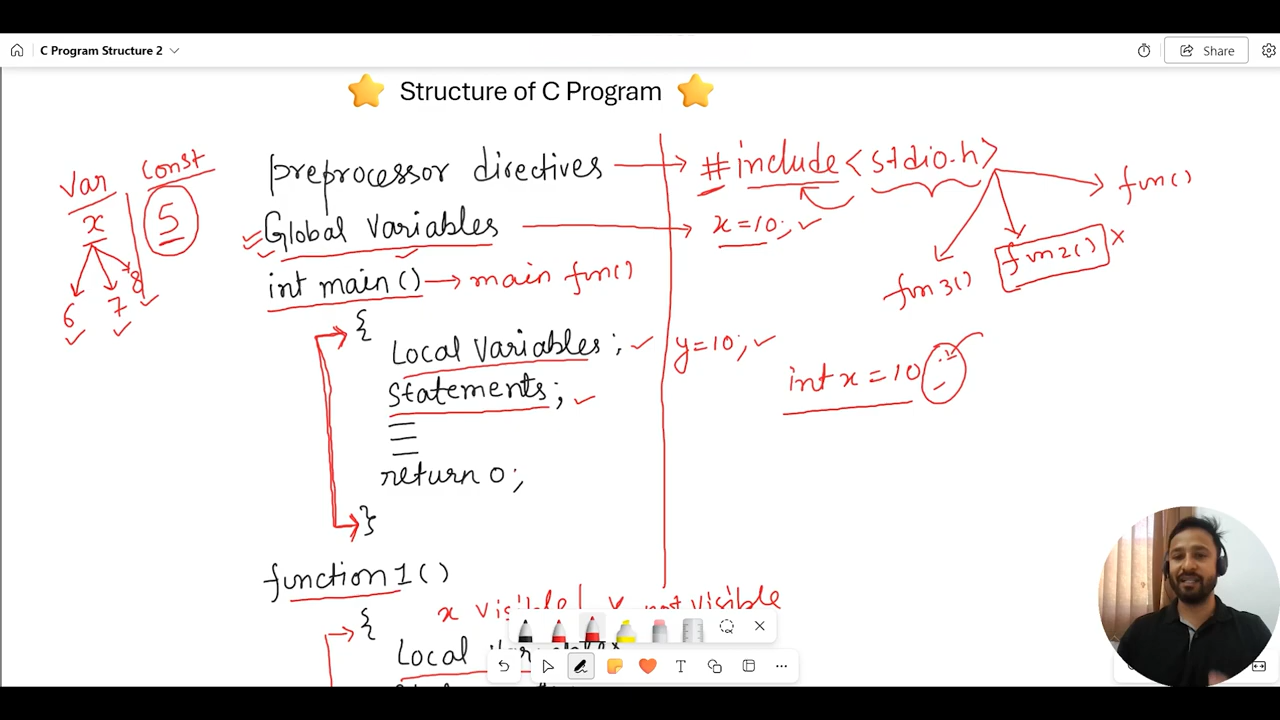 C Program Structure 2
Share
Structure of C Program
Var
const
x
5
6
7
8
preprocessor directives
#include<stdio.h>
fun()
fun2()
fun3()
Global Variables
x=10;
int main() → main fun()
{
Local Variables;
y=10;
Statements;
int x = 10
return 0;
}
function1()
x visible
y not visible
{
Local
T